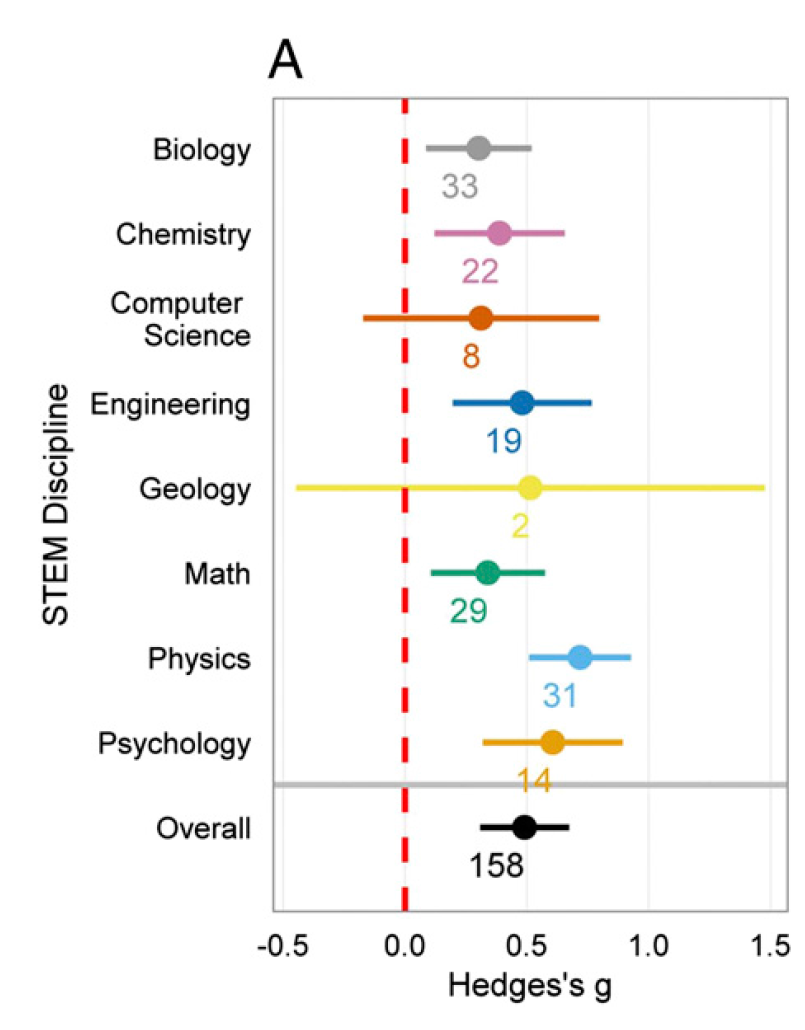 A
STEM Discipline
Biology
33
Chemistry
22
Computer
Science
8
Engineering
19
Geology
2
Math
29
Physics
31
Psychology
14
Overall
158
-0.5 0.0 0.5 1.0 1.5
Hedges's g